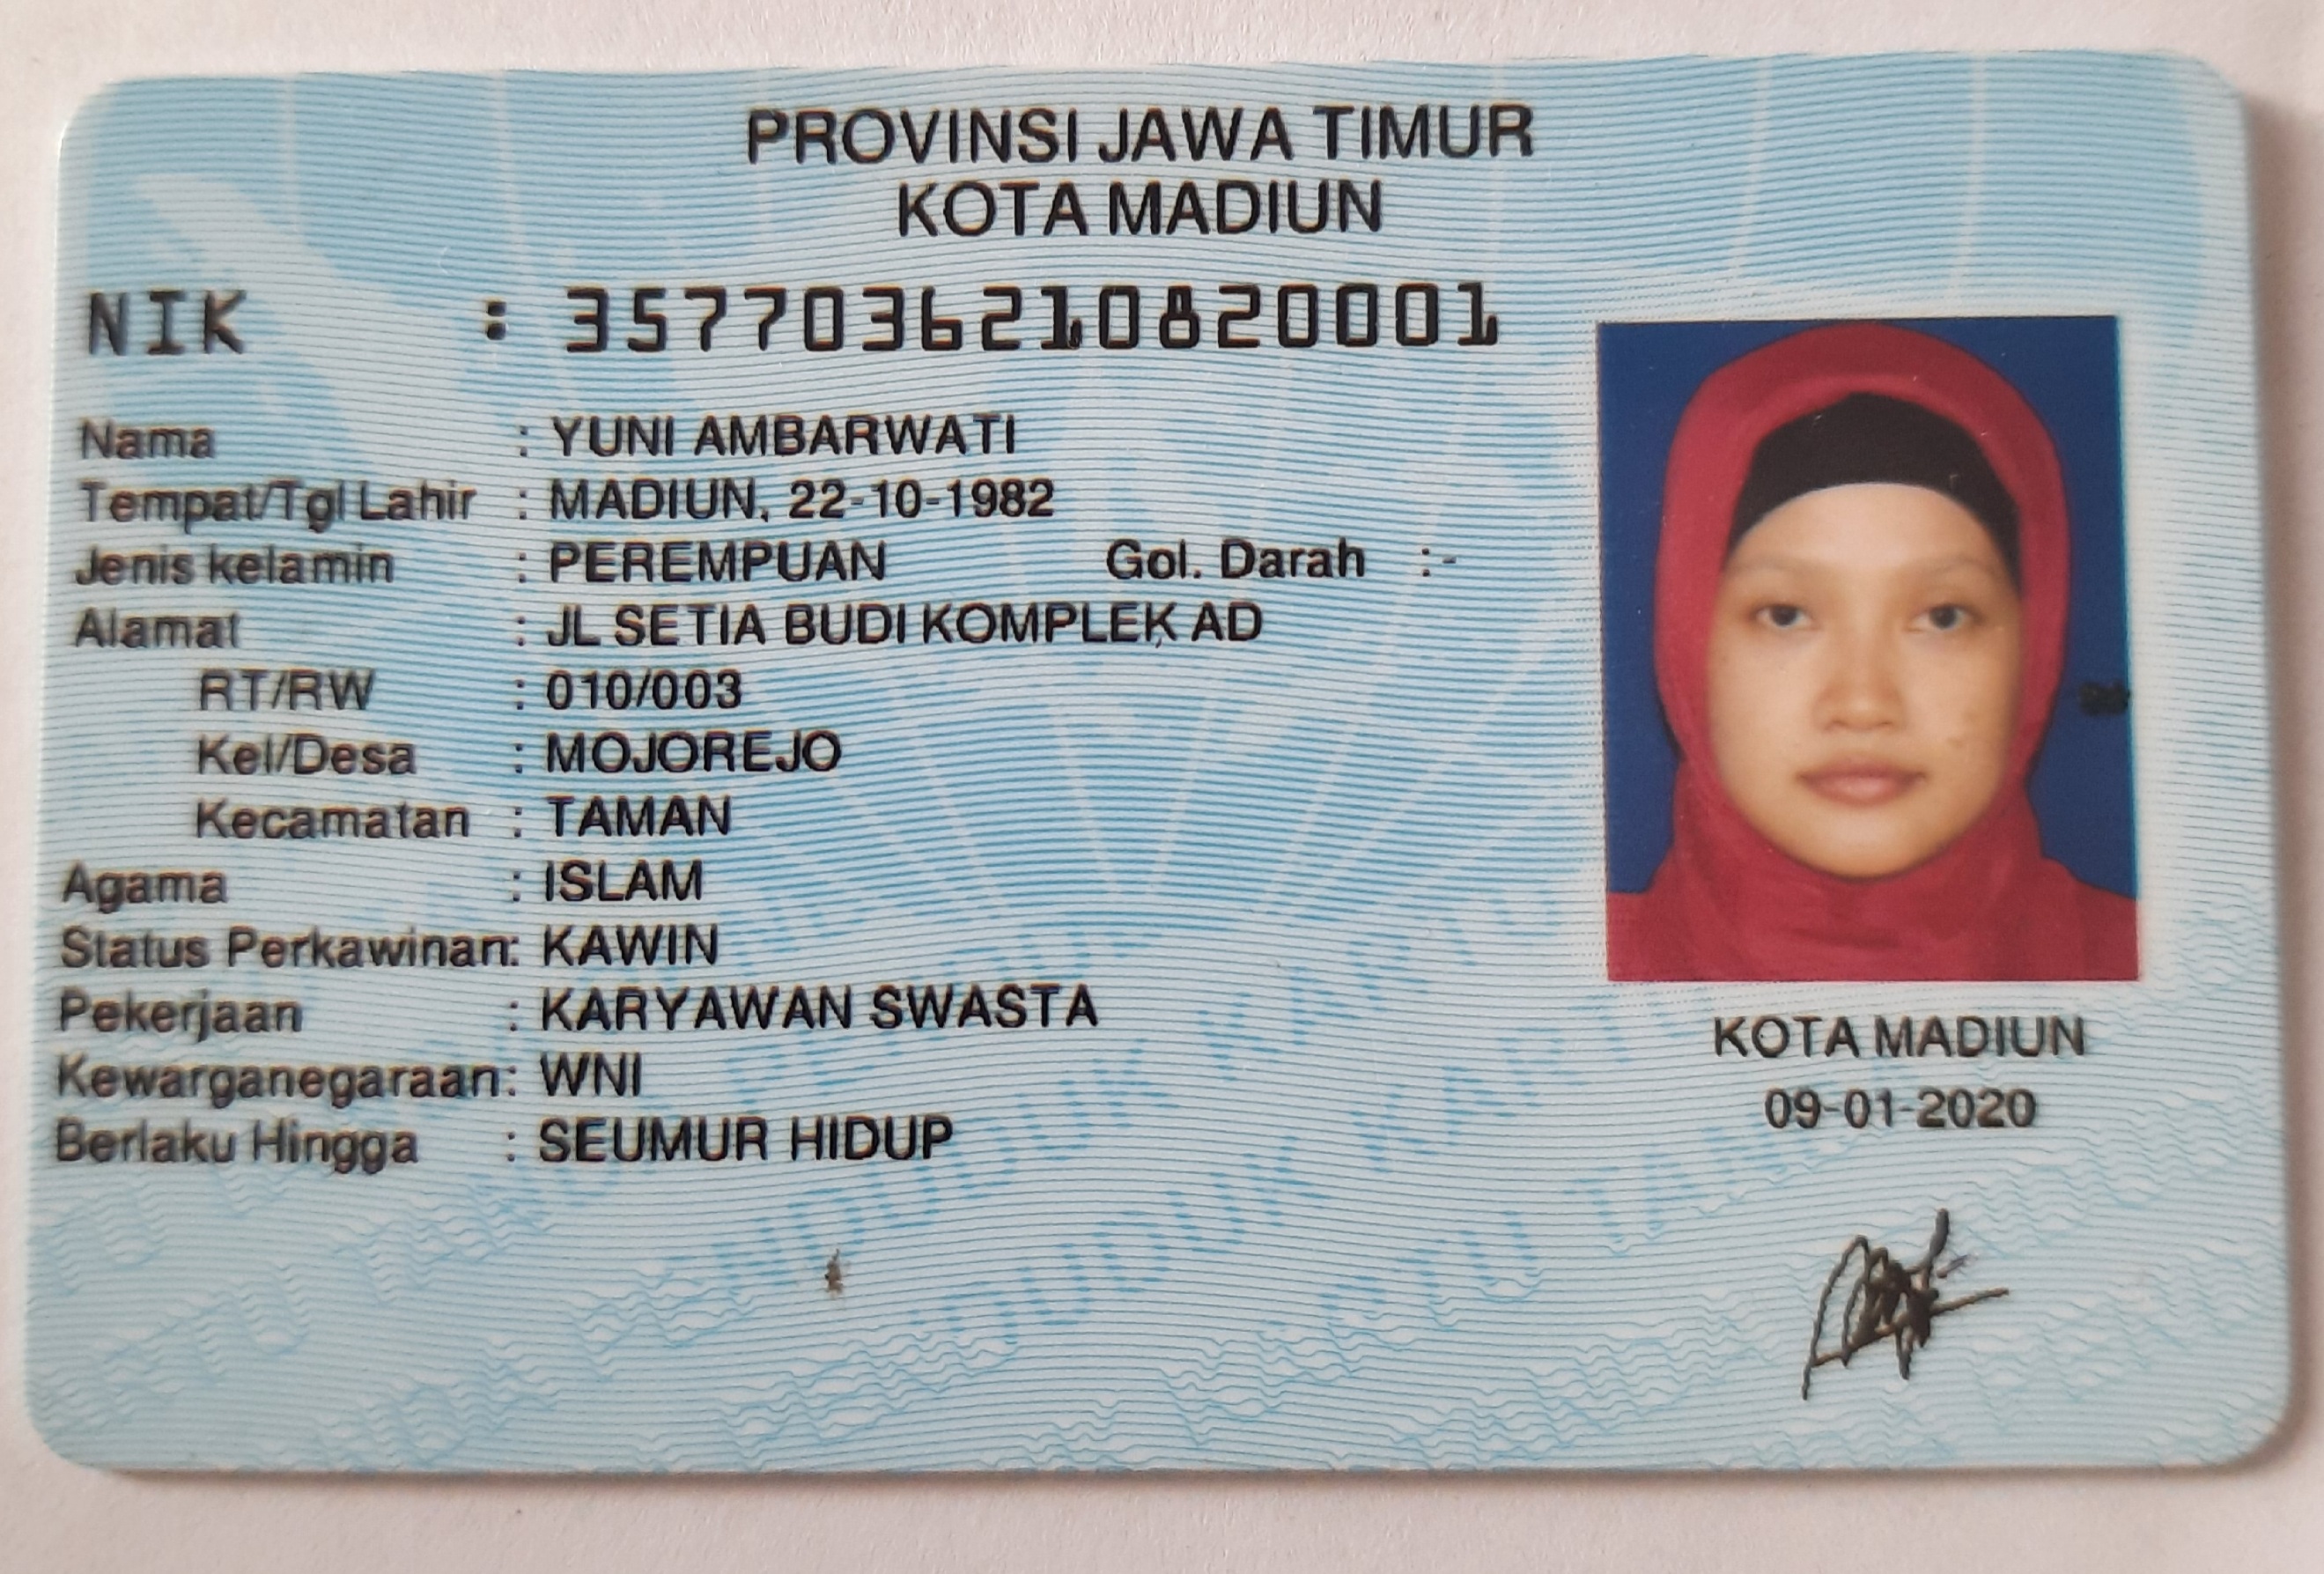 PROVINSI JAWA TIMUR
KOTA MADIUN
NIK : 3577036210820001
Nama : YUNI AMBARWATI
Tempat/Tgl Lahir : MADIUN, 22-10-1982
Jenis kelamin : PEREMPUAN Gol. Darah :-
Alamat : JL SETIA BUDI KOMPLEK AD
RT/RW : 010/003
Kel/Desa : MOJOREJO
Kecamatan : TAMAN
Agama : ISLAM
Status Perkawinan: KAWIN
Pekerjaan : KARYAWAN SWASTA
Kewarganegaraan: WNI
Berlaku Hingga : SEUMUR HIDUP
KOTA MADIUN
09-01-2020